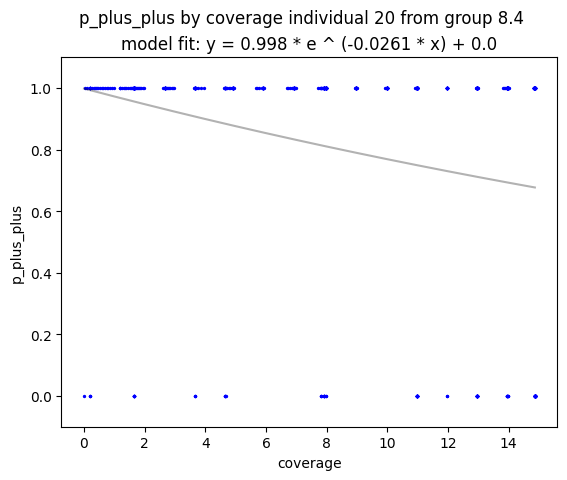 p_plus_plus by coverage individual 20 from group 8.4
model fit: y = 0.998 * e ^ (-0.0261 * x) + 0.0
1.0
0.8
0.6
0.4
0.2
0.0
p_plus_plus
0 2 4 6 8 10 12 14
coverage